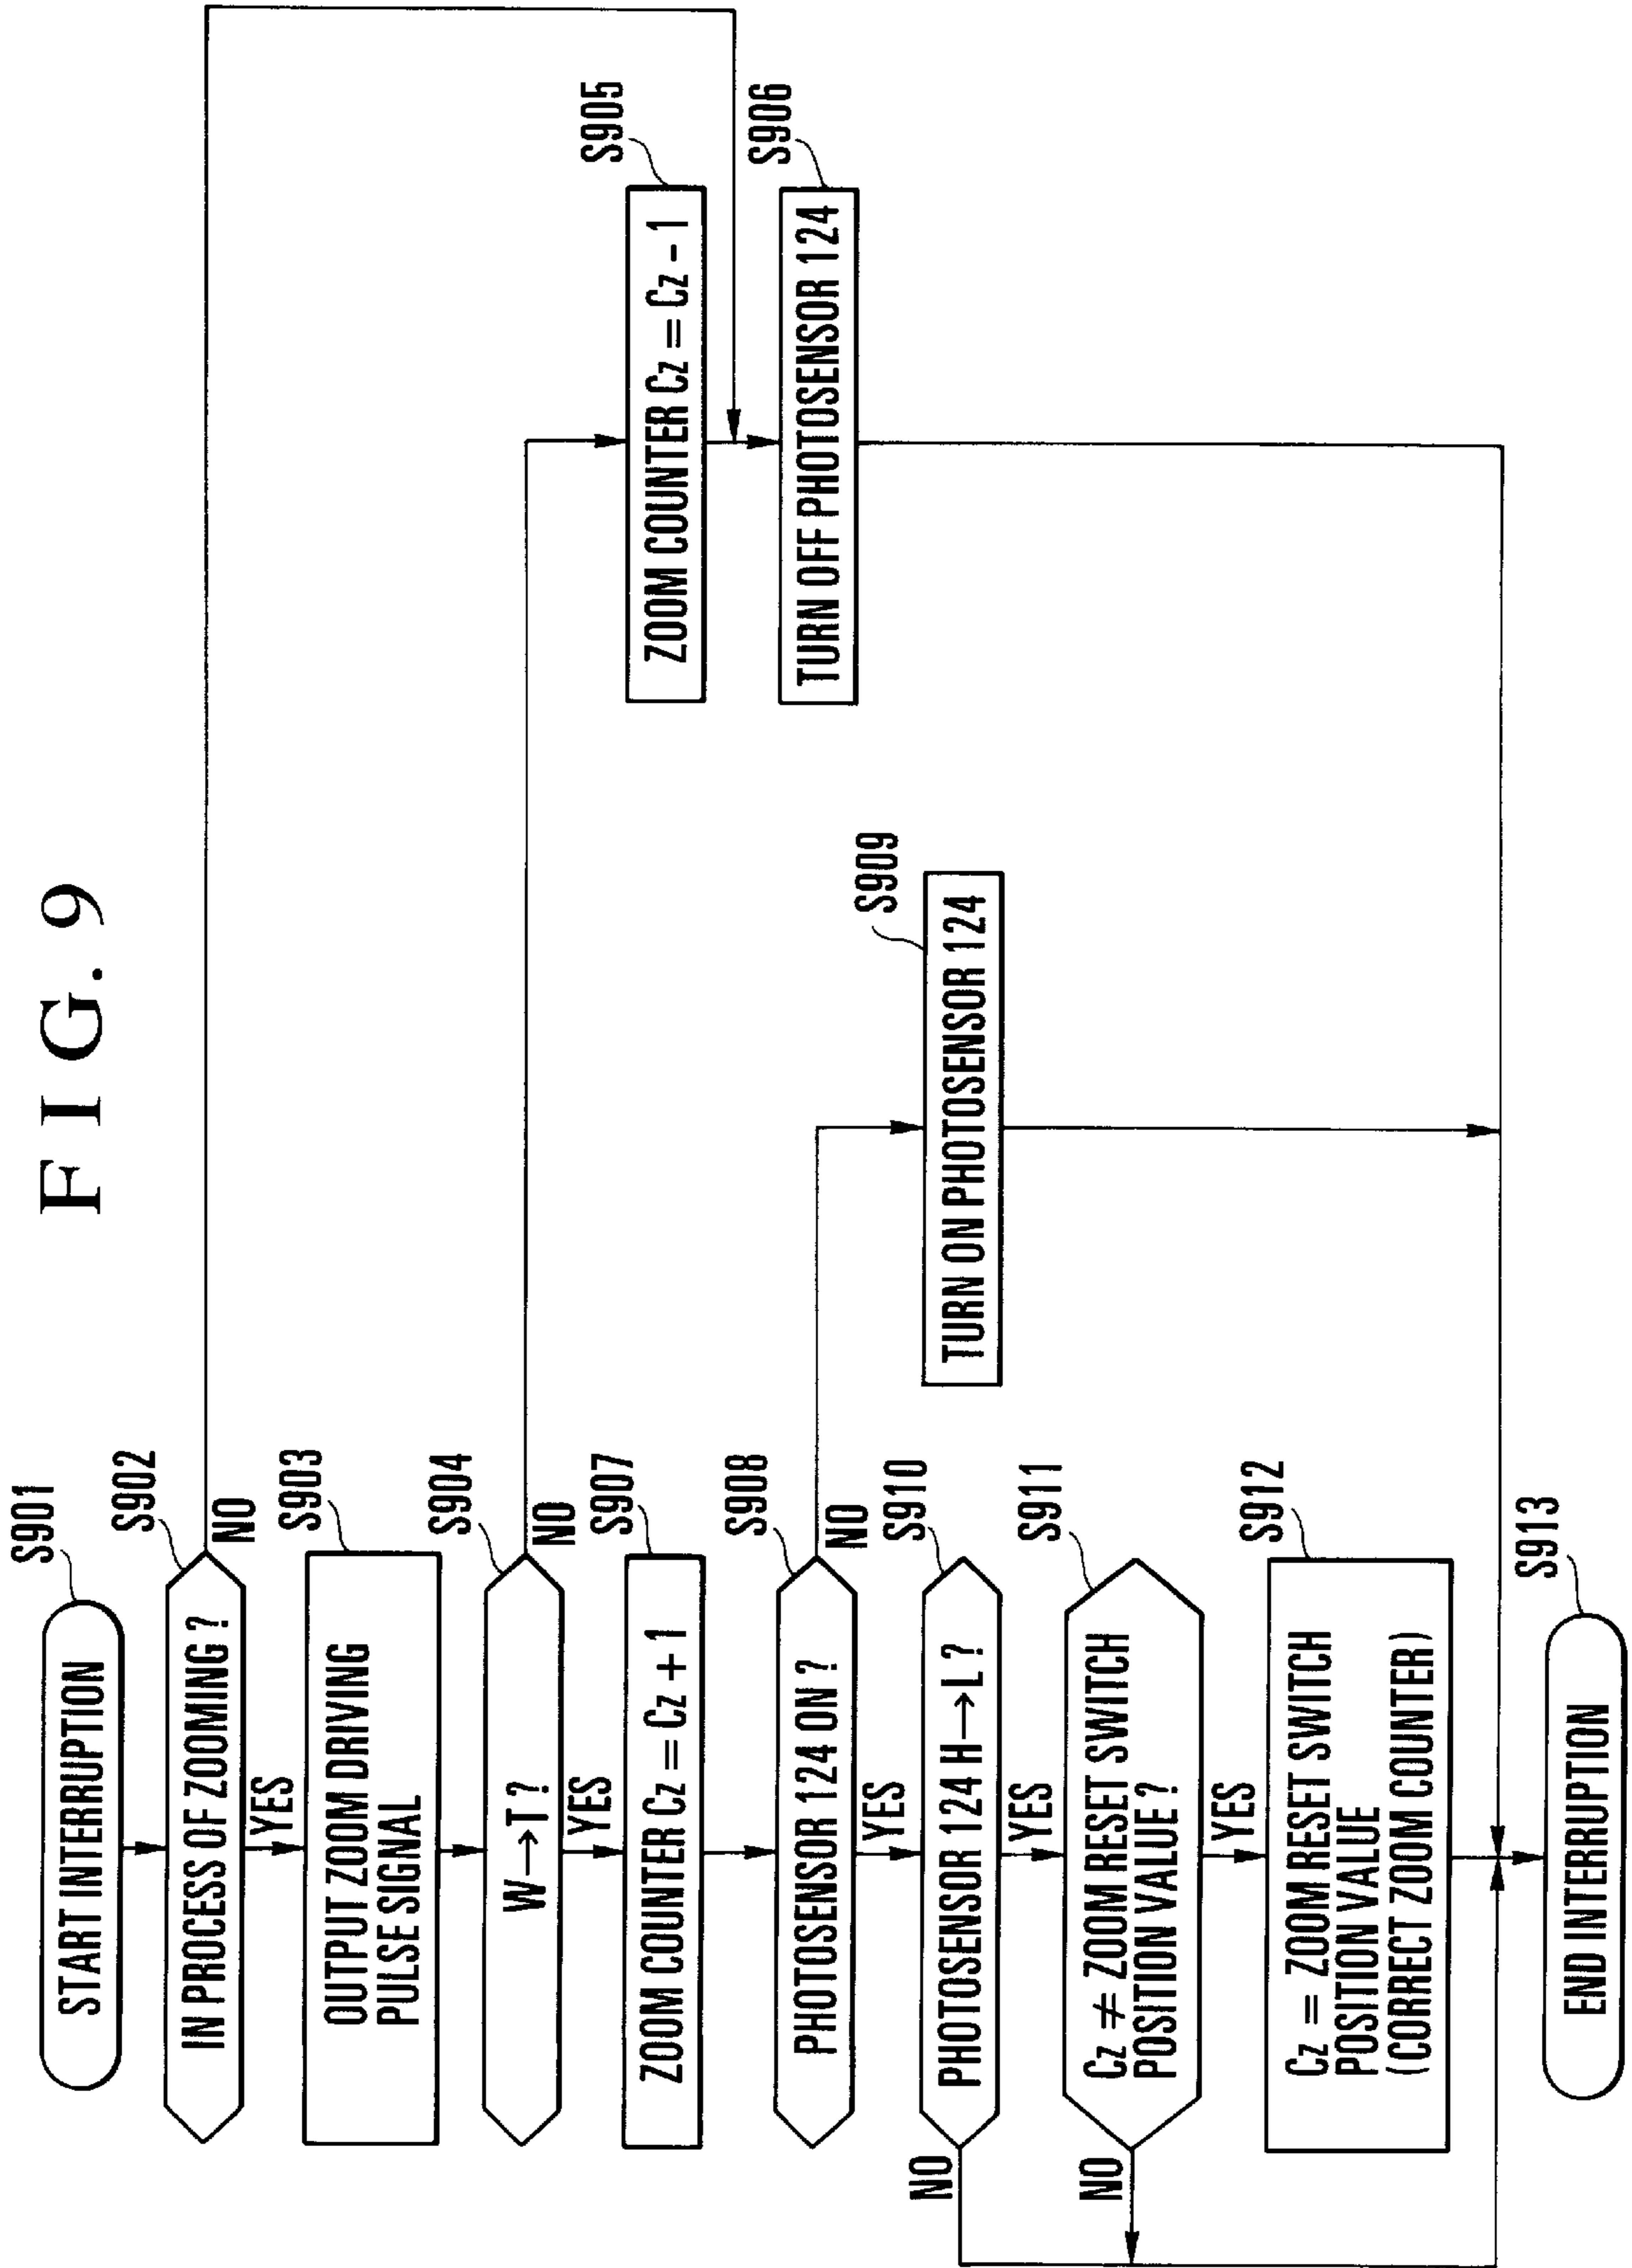 FIG. 9
S901
START INTERRUPTION
S902
IN PROCESS OF ZOOMING ?
NO
YES
S903
OUTPUT ZOOM DRIVING
PULSE SIGNAL
S904
W→T ?
NO
YES
S905
ZOOM COUNTER Cz = Cz − 1
S907
ZOOM COUNTER Cz = Cz + 1
S906
TURN OFF PHOTOSENSOR 124
S908
PHOTOSENSOR 124 ON ?
NO
YES
S909
TURN ON PHOTOSENSOR 124
S910
PHOTOSENSOR 124 H→L ?
NO
YES
S911
Cz ≠ ZOOM RESET SWITCH
POSITION VALUE ?
NO
YES
S912
Cz = ZOOM RESET SWITCH
POSITION VALUE
(CORRECT ZOOM COUNTER)
S913
END INTERRUPTION